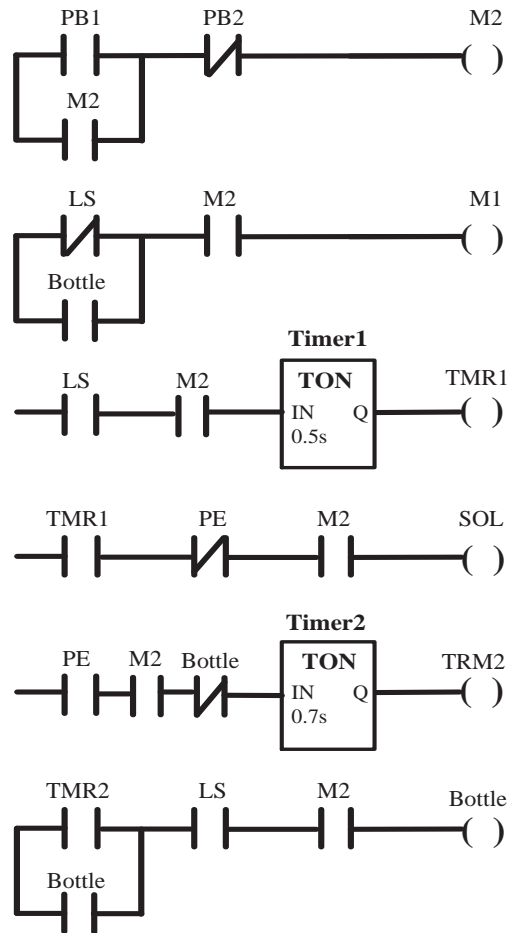 PB1 PB2 M2
M2
( )
LS M2 M1
Bottle
( )
Timer1
LS M2 TON TMR1
IN Q ( )
0.5s
TMR1 PE M2 SOL
( )
Timer2
PE M2 Bottle TON TRM2
IN Q ( )
0.7s
TMR2 LS M2 Bottle
( )
Bottle